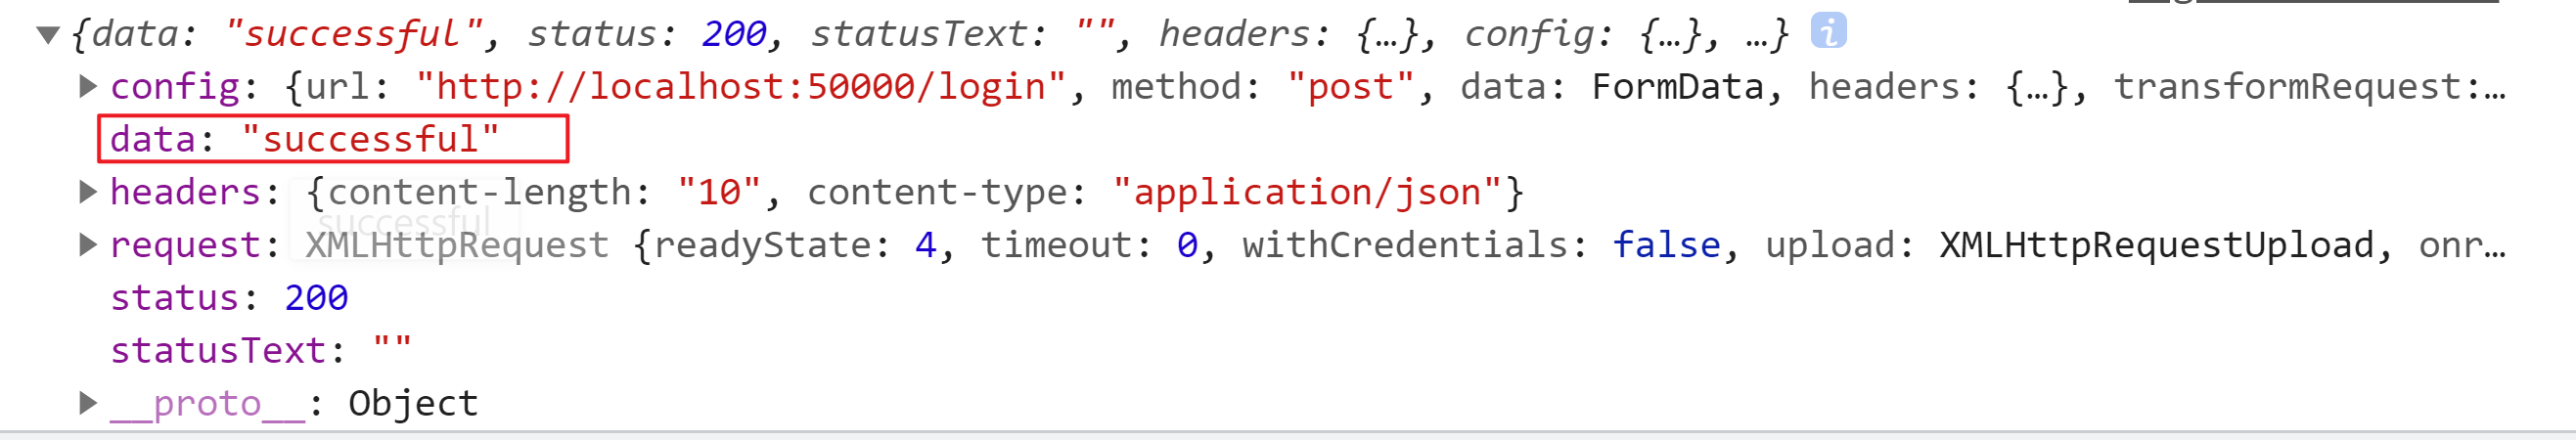 {data: "successful", status: 200, statusText: "", headers: {…}, config: {…}, …} i
config: {url: "http://localhost:50000/login", method: "post", data: FormData, headers: {…}, transformRequest:…
data: "successful"
headers: {content-length: "10", content-type: "application/json"}
successful
request: XMLHttpRequest {readyState: 4, timeout: 0, withCredentials: false, upload: XMLHttpRequestUpload, onr…
status: 200
statusText: ""
__proto__: Object